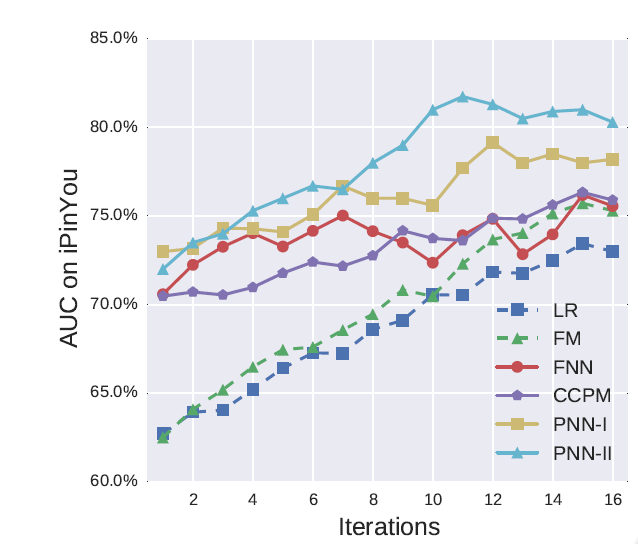 85.0%
80.0%
75.0%
70.0%
65.0%
60.0%
AUC on iPinYou
LR
FM
FNN
CCPM
PNN-I
PNN-II
2 4 6 8 10 12 14 16
Iterations